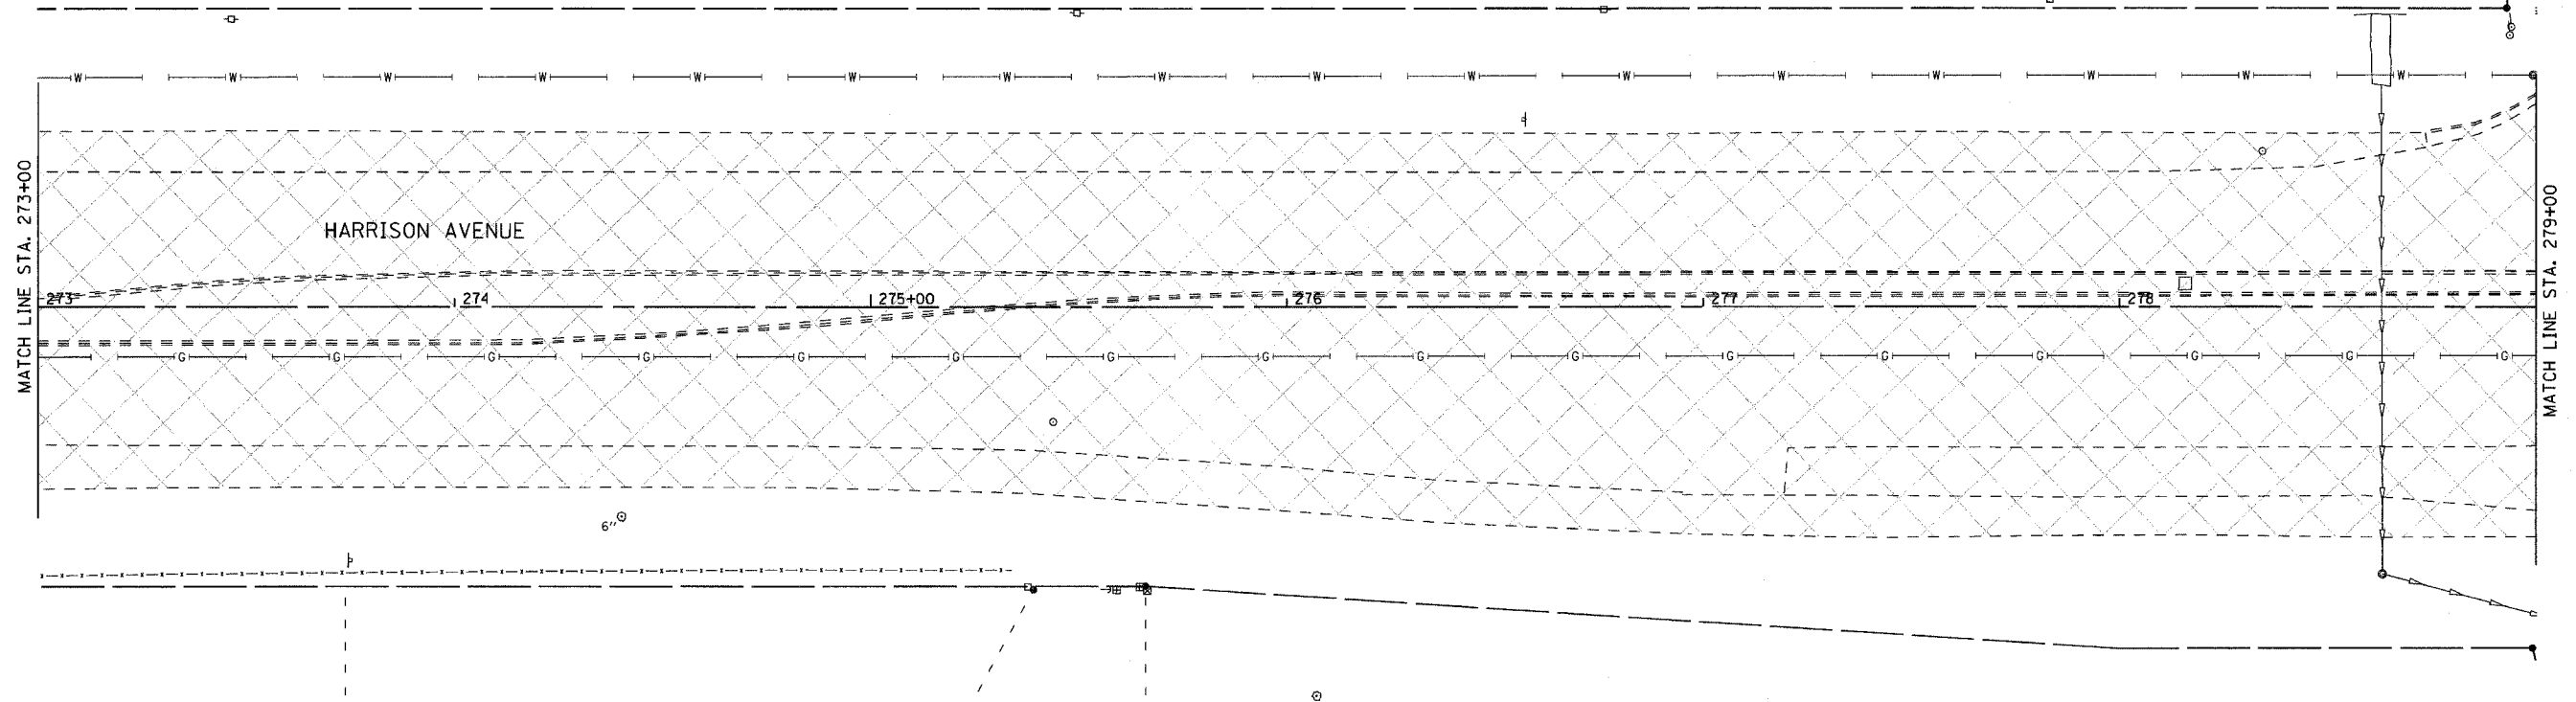 W W W W W W W W W W W W W W W W
MATCH LINE STA. 273+00
HARRISON AVENUE
273 274 275+00 276 277 278
G G G G G G G G G G G G G G G G
6"
MATCH LINE STA. 279+00